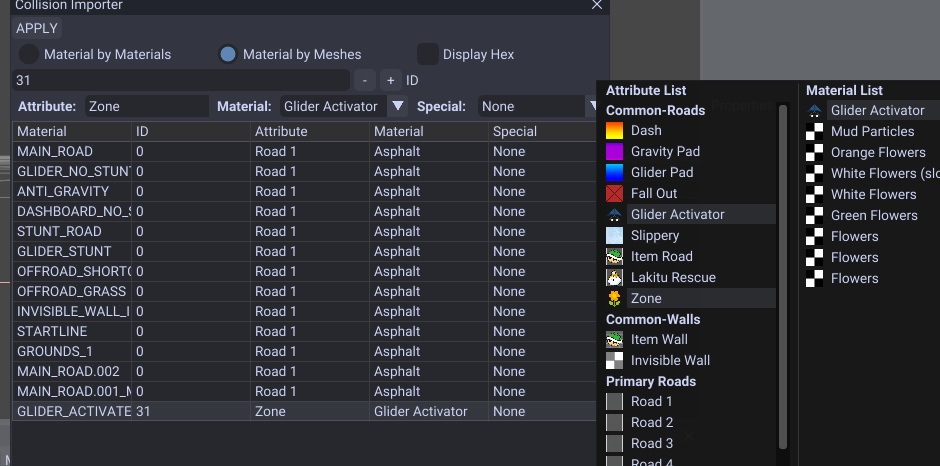 Collision Importer
APPLY
Material by Materials
Material by Meshes
Display Hex
31
- + ID
Attribute: Zone
Material: Glider Activator
Special: None
Material ID Attribute Material Special
MAIN_ROAD 0 Road 1 Asphalt None
GLIDER_NO_STUN 0 Road 1 Asphalt None
ANTI_GRAVITY 0 Road 1 Asphalt None
DASHBOARD_NO_ 0 Road 1 Asphalt None
STUNT_ROAD 0 Road 1 Asphalt None
GLIDER_STUNT 0 Road 1 Asphalt None
OFFROAD_SHORTC 0 Road 1 Asphalt None
OFFROAD_GRASS 0 Road 1 Asphalt None
INVISIBLE_WALL_ 0 Road 1 Asphalt None
STARTLINE 0 Road 1 Asphalt None
GROUNDS_1 0 Road 1 Asphalt None
MAIN_ROAD.002 0 Road 1 Asphalt None
MAIN_ROAD.001_ 0 Road 1 Asphalt None
GLIDER_ACTIVATE 31 Zone Glider Activator None
Attribute List
Common-Roads
Dash
Gravity Pad
Glider Pad
Fall Out
Glider Activator
Slippery
Item Road
Lakitu Rescue
Zone
Common-Walls
Item Wall
Invisible Wall
Primary Roads
Road 1
Road 2
Road 3
Road 4
Material List
Glider Activator
Mud Particles
Orange Flowers
White Flowers (slo
White Flowers
Green Flowers
Flowers
Flowers
Flowers